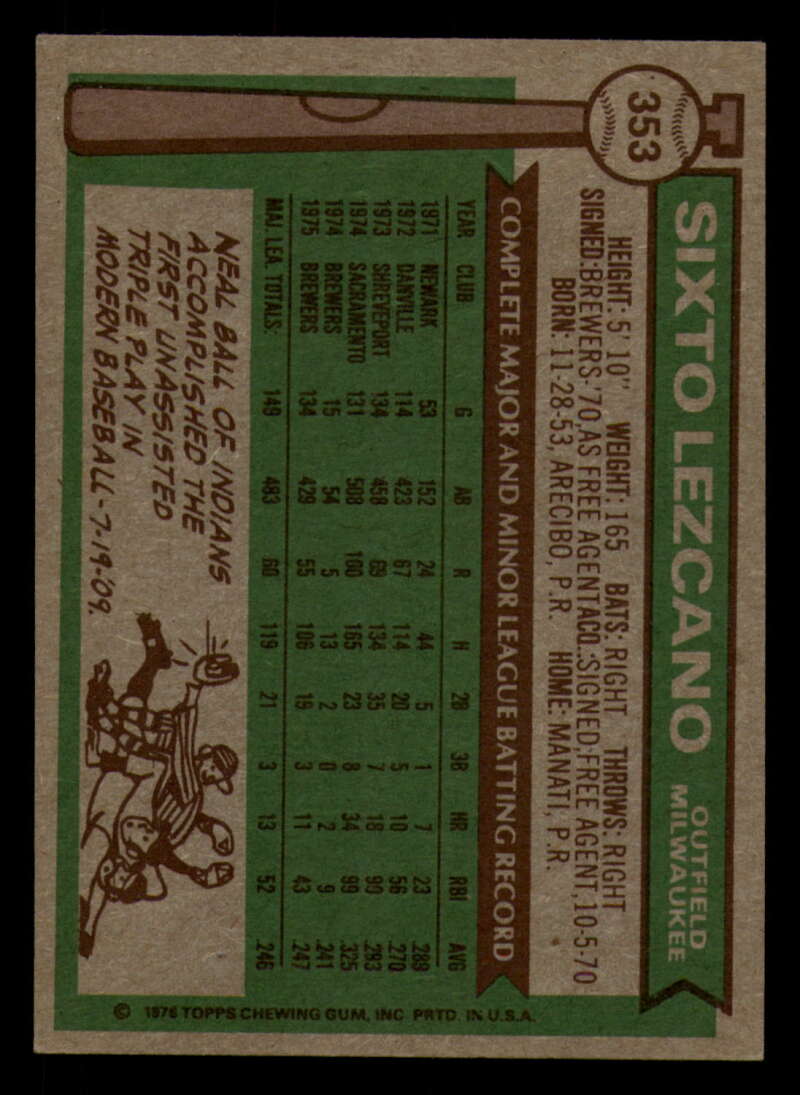 353
SIXTO LEZCANO
OUTFIELD
MILWAUKEE
HEIGHT: 5' 10" WEIGHT: 165 BATS: RIGHT THROWS: RIGHT
SIGNED: BREWERS-'70, AS FREE AGENT ACQ.: SIGNED, FREE AGENT, 10-5-70
BORN: 11-28-53, ARECIBO, P.R. HOME: MANATI, P.R.
COMPLETE MAJOR AND MINOR LEAGUE BATTING RECORD
YEAR CLUB G AB R H 2B 3B HR RBI AVG
1971 NEWARK 53 152 24 44 5 1 7 23 .289
1972 DANVILLE 114 423 67 114 20 5 10 56 .270
1973 SHREVEPORT 134 458 69 134 35 7 18 90 .293
1974 SACRAMENTO 131 508 100 165 23 8 34 99 .325
1974 BREWERS 15 54 5 13 2 0 2 9 .241
1975 BREWERS 134 429 55 106 19 3 11 43 .247
MAJ. LEA. TOTALS: 149 483 60 119 21 3 13 52 .246
NEAL BALL OF INDIANS
ACCOMPLISHED THE
FIRST UNASSISTED
TRIPLE PLAY IN
MODERN BASEBALL-7-19-'09.
© 1976 TOPPS CHEWING GUM, INC PRTD. IN U.S.A.